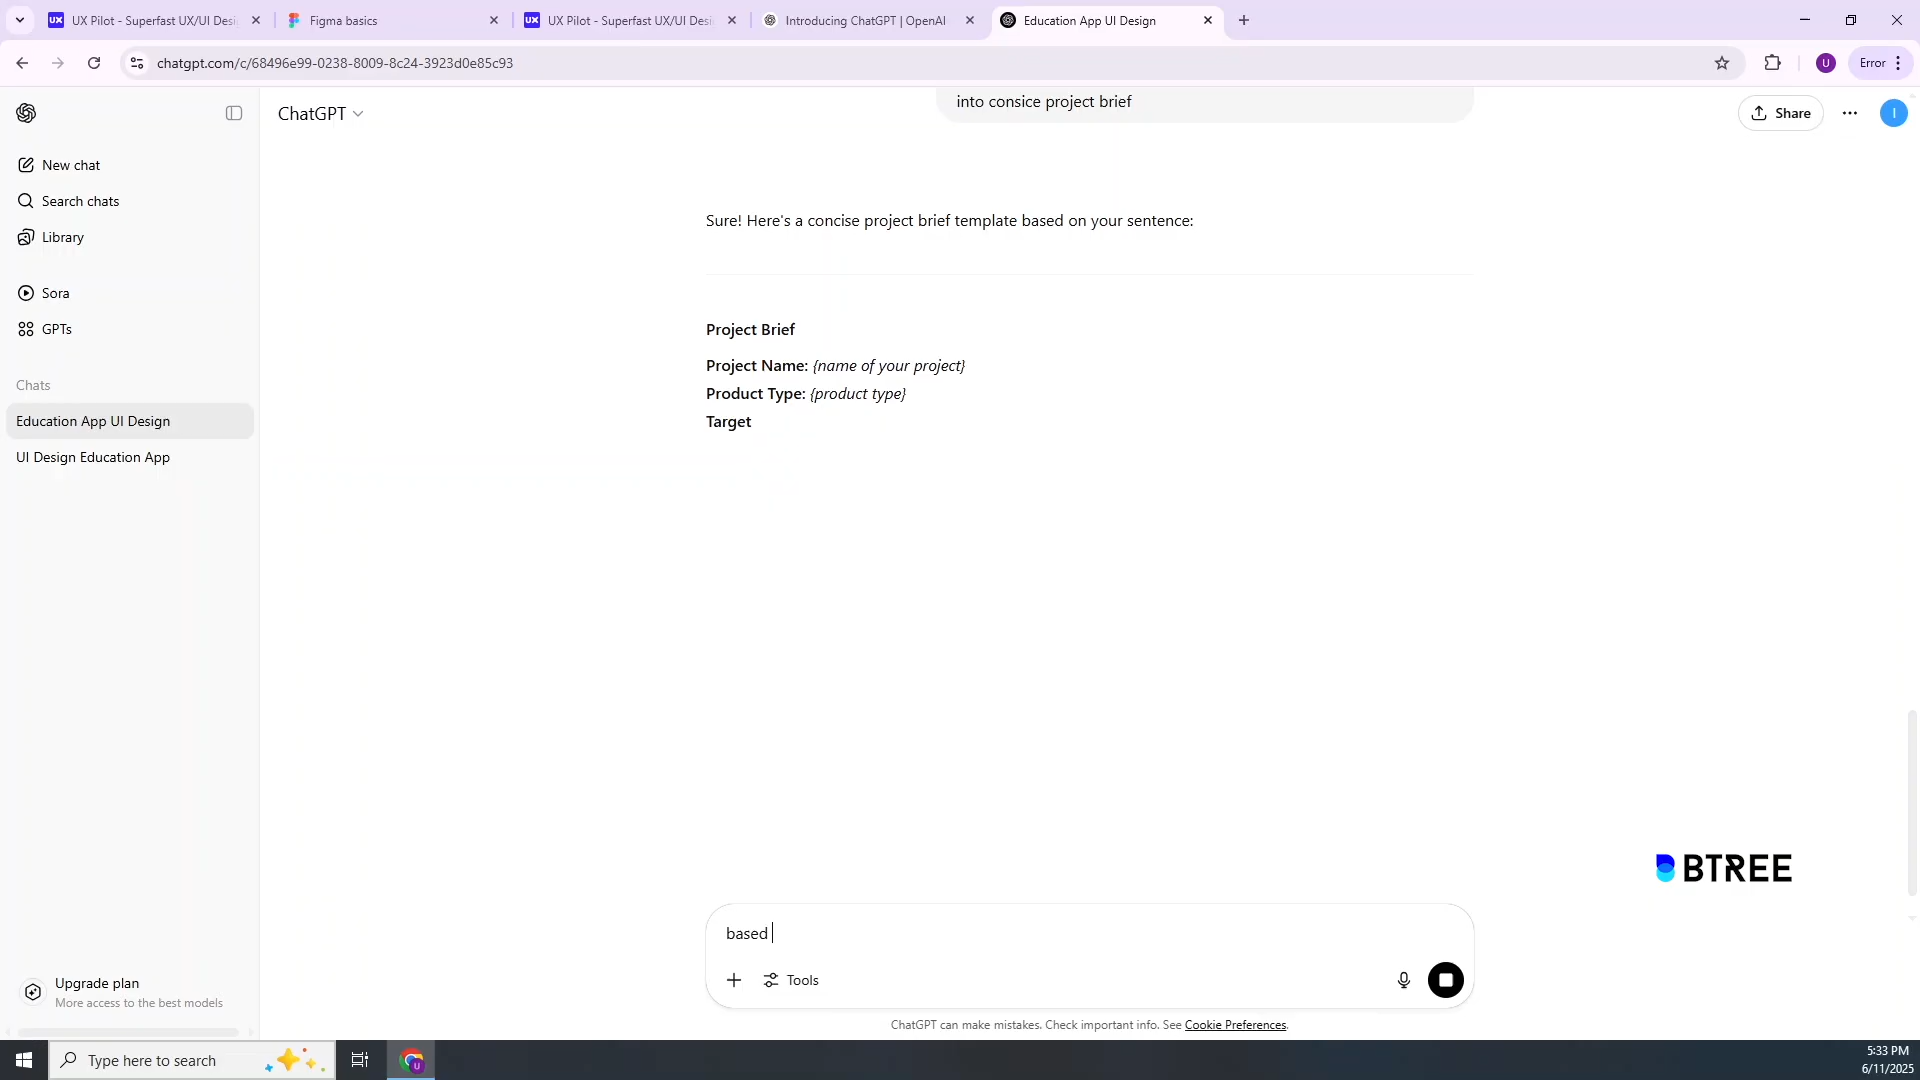 UX Pilot - Superfast UX/UI Desi
Figma basics
UX Pilot - Superfast UX/UI Desi
Introducing ChatGPT | OpenAI
Education App UI Design
chatgpt.com/c/68496e99-0238-8009-8c24-3923d0e85c93
U
Error
ChatGPT
into consice project brief
Share
I
New chat
Search chats
Library
Sora
GPTs
Chats
Education App UI Design
UI Design Education App
Sure! Here's a concise project brief template based on your sentence:
Project Brief
Project Name: {name of your project}
Product Type: {product type}
Target
BTREE
based
Tools
Upgrade plan
More access to the best models
ChatGPT can make mistakes. Check important info. See Cookie Preferences.
Type here to search
5:33 PM
6/11/2025